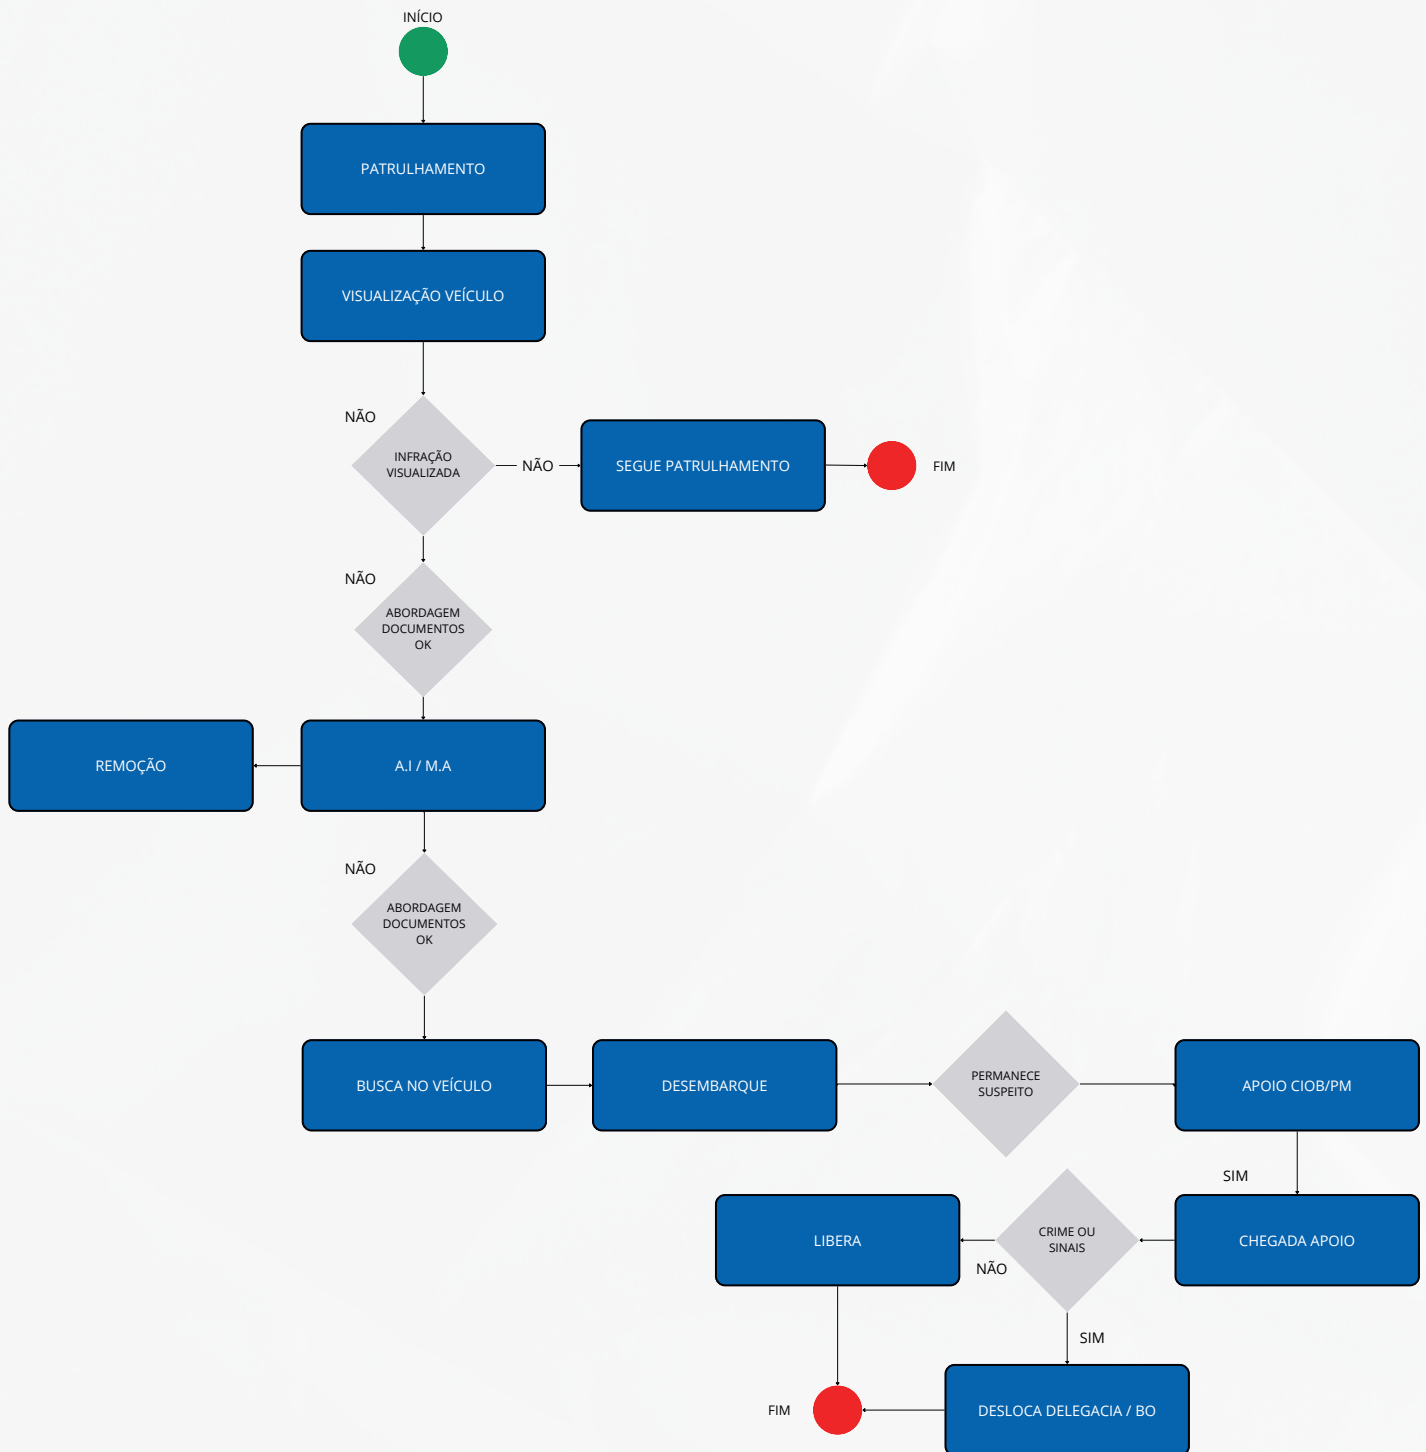 INÍCIO
PATRULHAMENTO
VISUALIZAÇÃO VEÍCULO
NÃO
INFRAÇÃO
VISUALIZADA
NÃO
SEGUE PATRULHAMENTO
FIM
NÃO
ABORDAGEM
DOCUMENTOS
OK
REMOÇÃO
A.I / M.A
NÃO
ABORDAGEM
DOCUMENTOS
OK
BUSCA NO VEÍCULO
DESEMBARQUE
PERMANECE
SUSPEITO
APOIO CIOB/PM
SIM
LIBERA
NÃO
CRIME OU
SINAIS
CHEGADA APOIO
SIM
FIM
DESLOCA DELEGACIA / BO